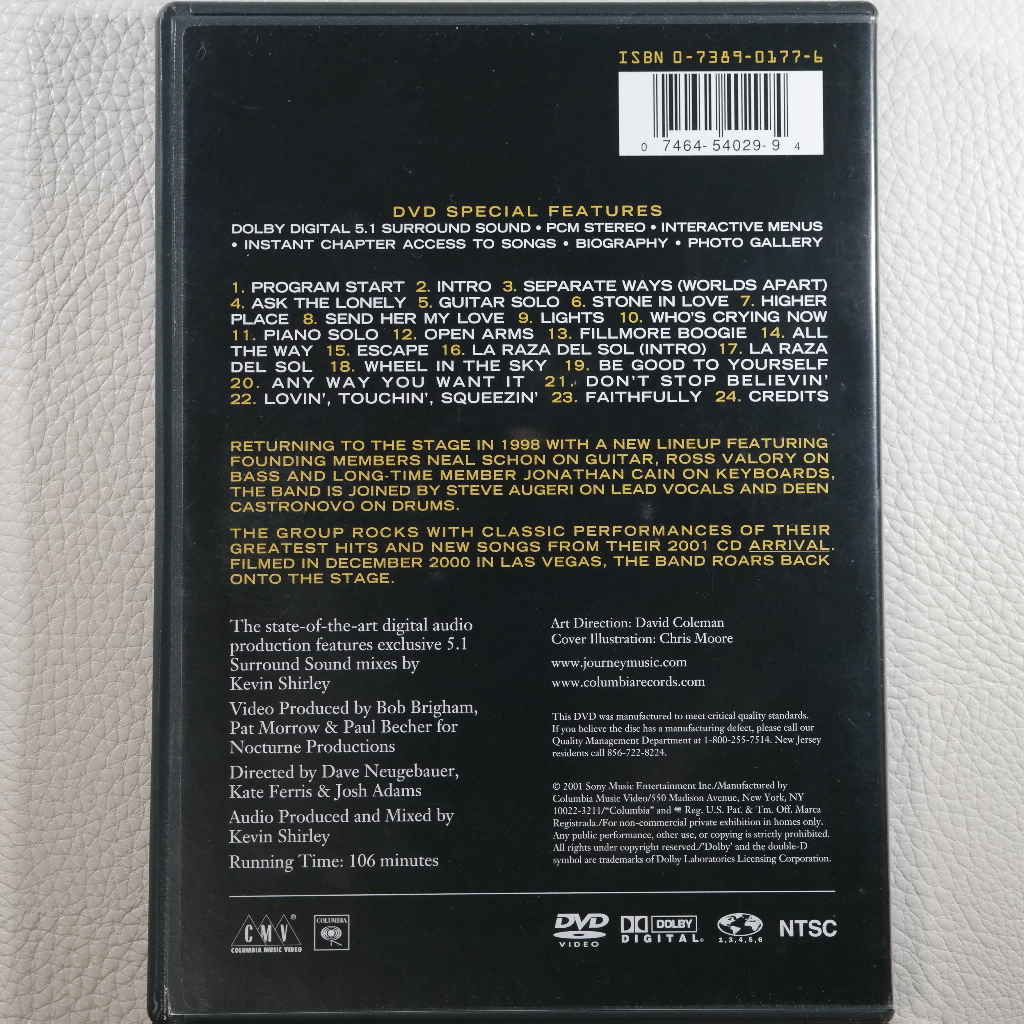 ISBN 0-7389-0177-6
0 7464-54029-9 4
DVD SPECIAL FEATURES
DOLBY DIGITAL 5.1 SURROUND SOUND • PCM STEREO • INTERACTIVE MENUS
• INSTANT CHAPTER ACCESS TO SONGS • BIOGRAPHY • PHOTO GALLERY
1. PROGRAM START 2. INTRO 3. SEPARATE WAYS (WORLDS APART)
4. ASK THE LONELY 5. GUITAR SOLO 6. STONE IN LOVE 7. HIGHER
PLACE 8. SEND HER MY LOVE 9. LIGHTS 10. WHO'S CRYING NOW
11. PIANO SOLO 12. OPEN ARMS 13. FILLMORE BOOGIE 14. ALL
THE WAY 15. ESCAPE 16. LA RAZA DEL SOL (INTRO) 17. LA RAZA
DEL SOL 18. WHEEL IN THE SKY 19. BE GOOD TO YOURSELF
20. ANY WAY YOU WANT IT 21. DON'T STOP BELIEVIN'
22. LOVIN', TOUCHIN', SQUEEZIN' 23. FAITHFULLY 24. CREDITS
RETURNING TO THE STAGE IN 1998 WITH A NEW LINEUP FEATURING
FOUNDING MEMBERS NEAL SCHON ON GUITAR, ROSS VALORY ON
BASS AND LONG-TIME MEMBER JONATHAN CAIN ON KEYBOARDS,
THE BAND IS JOINED BY STEVE AUGERI ON LEAD VOCALS AND DEEN
CASTRONOVO ON DRUMS.
THE GROUP ROCKS WITH CLASSIC PERFORMANCES OF THEIR
GREATEST HITS AND NEW SONGS FROM THEIR 2001 CD ARRIVAL.
FILMED IN DECEMBER 2000 IN LAS VEGAS, THE BAND ROARS BACK
ONTO THE STAGE.
The state-of-the-art digital audio
production features exclusive 5.1
Surround Sound mixes by
Kevin Shirley
Video Produced by Bob Brigham,
Pat Morrow & Paul Becher for
Nocturne Productions
Directed by Dave Neugebauer,
Kate Ferris & Josh Adams
Audio Produced and Mixed by
Kevin Shirley
Running Time: 106 minutes
Art Direction: David Coleman
Cover Illustration: Chris Moore
www.journeymusic.com
www.columbiarecords.com
This DVD was manufactured to meet critical quality standards.
If you believe the disc has a manufacturing defect, please call our
Quality Management Department at 1-800-255-7514. New Jersey
residents call 856-722-8224.
© 2001 Sony Music Entertainment Inc./Manufactured by
Columbia Music Video/550 Madison Avenue, New York, NY
10022-3211/"Columbia" and Reg. U.S. Pat. & Tm. Off. Marca
Registrada./For non-commercial private exhibition in homes only.
Any public performance, other use, or copying is strictly prohibited.
All rights under copyright reserved./'Dolby' and the double-D
symbol are trademarks of Dolby Laboratories Licensing Corporation.
CMV®
COLUMBIA MUSIC VIDEO
COLUMBIA
DVD
VIDEO
DOLBY
DIGITAL
1,3,4,5,6
NTSC